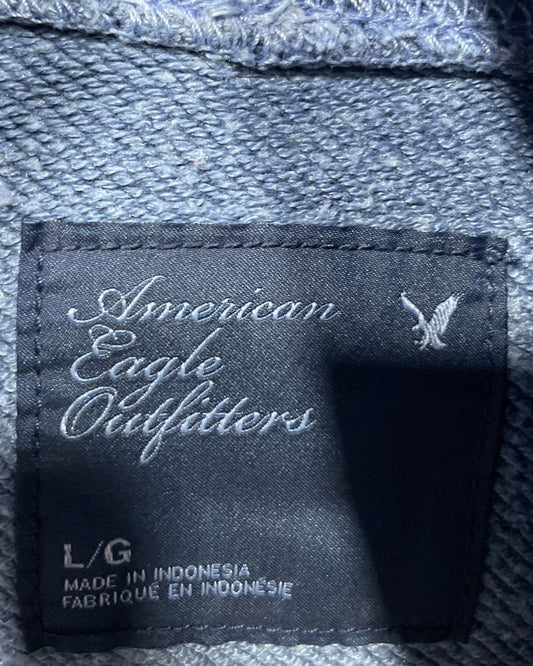 American
Eagle
Outfitters
L/G
MADE IN INDONESIA
FABRIQUÉ EN INDONÉSIE